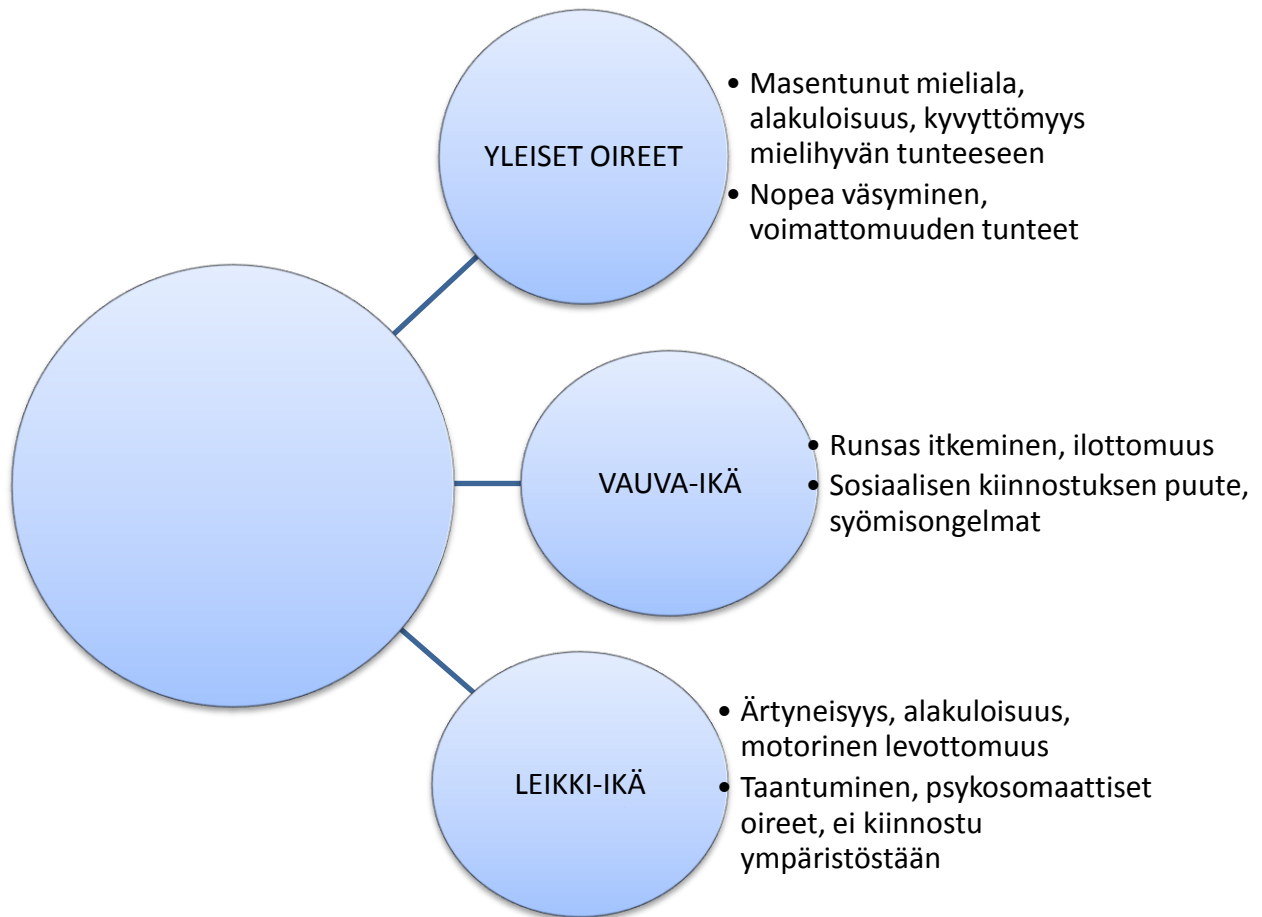 YLEISET OIREET
• Masentunut mieliala,
alakuloisuus, kyvyttömyys
mielihyvän tunteeseen
• Nopea väsyminen,
voimattomuuden tunteet
VAUVA-IKÄ
• Runsas itkeminen, ilottomuus
• Sosiaalisen kiinnostuksen puute,
syömisongelmat
LEIKKI-IKÄ
• Ärtyneisyys, alakuloisuus,
motorinen levottomuus
• Taantuminen, psykosomaattiset
oireet, ei kiinnostu
ympäristöstään